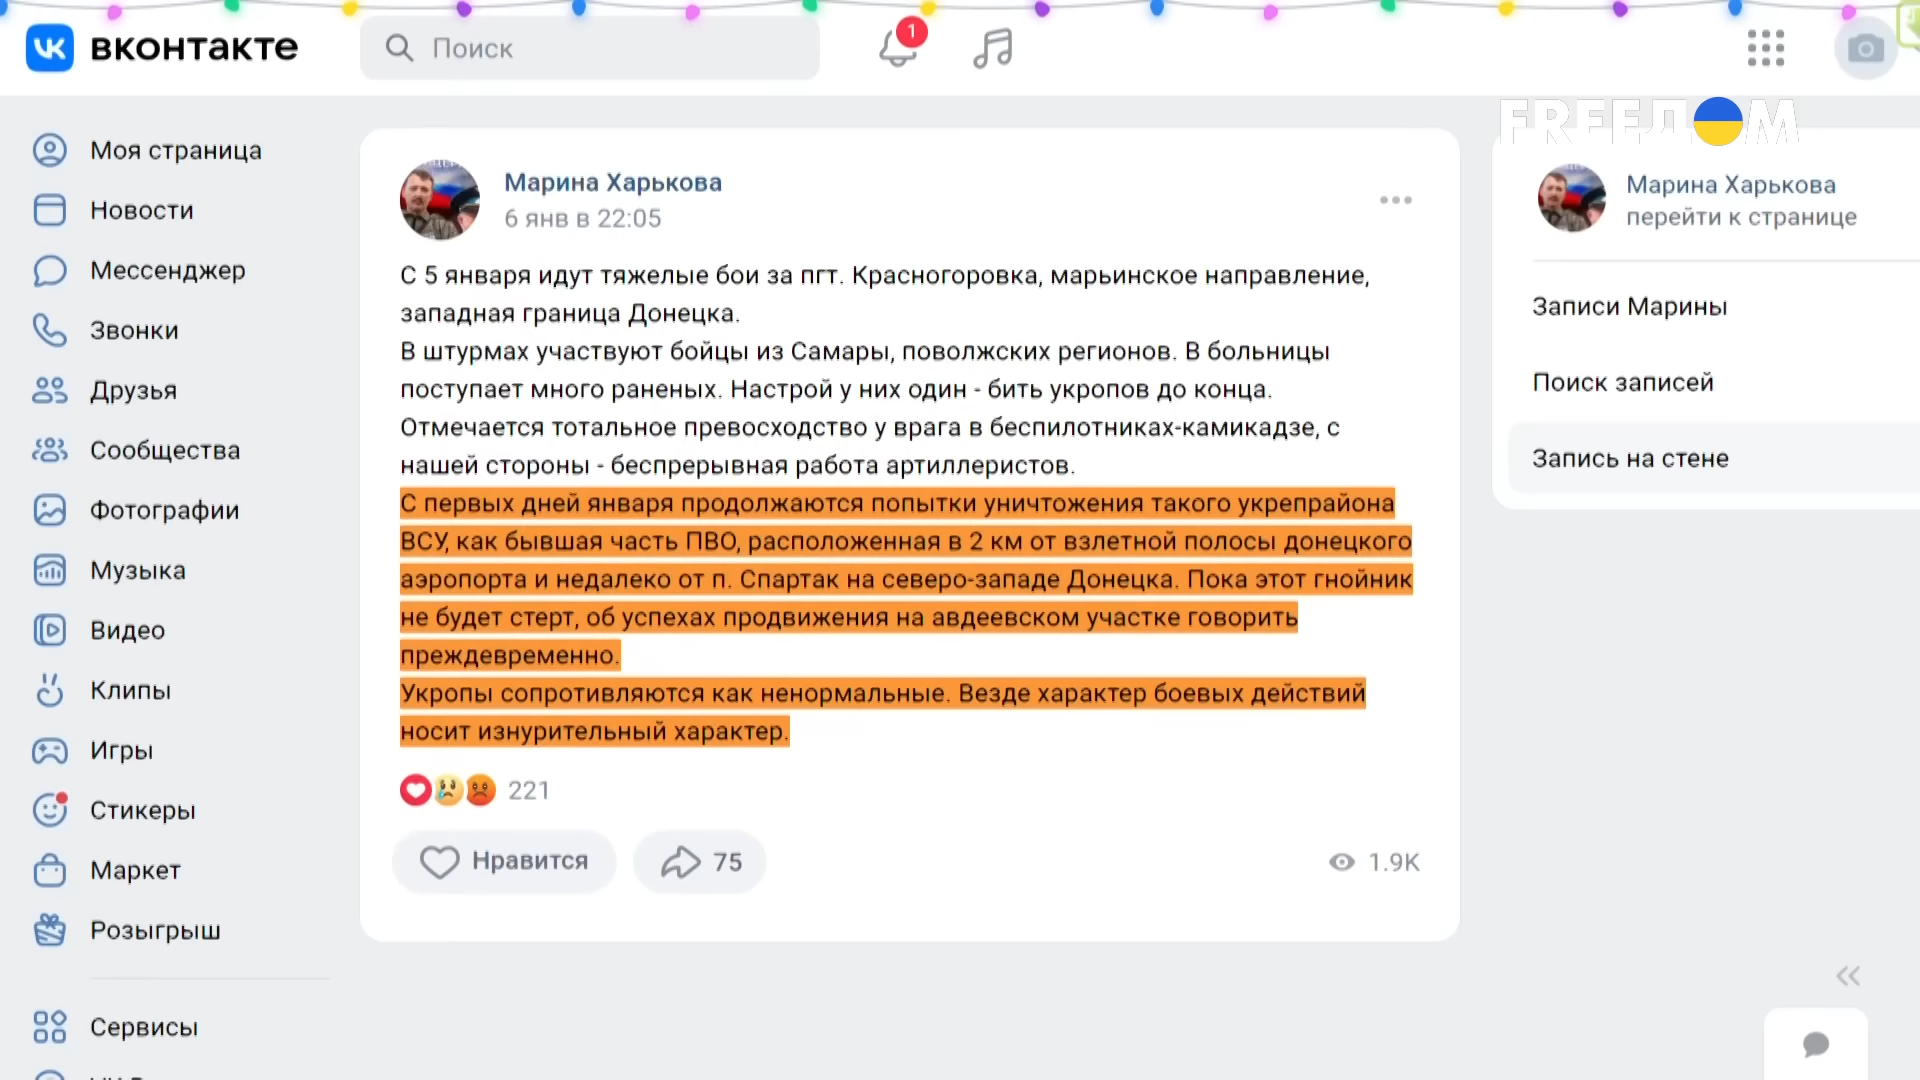 вконтакте
Поиск
1
FREEДОМ
Моя страница
Новости
Мессенджер
Звонки
Друзья
Сообщества
Фотографии
Музыка
Видео
Клипы
Игры
Стикеры
Маркет
Розыгрыш
Сервисы
Марина Харькова
6 янв в 22:05
С 5 января идут тяжелые бои за пгт. Красногоровка, марьинское направление,
западная граница Донецка.
В штурмах участвуют бойцы из Самары, поволжских регионов. В больницы
поступает много раненых. Настрой у них один - бить укропов до конца.
Отмечается тотальное превосходство у врага в беспилотниках-камикадзе, с
нашей стороны - беспрерывная работа артиллеристов.
С первых дней января продолжаются попытки уничтожения такого укрепрайона
ВСУ, как бывшая часть ПВО, расположенная в 2 км от взлетной полосы донецкого
аэропорта и недалеко от п. Спартак на северо-западе Донецка. Пока этот гнойник
не будет стерт, об успехах продвижения на авдеевском участке говорить
преждевременно.
Укропы сопротивляются как ненормальные. Везде характер боевых действий
носит изнурительный характер.
221
Нравится
75
1.9K
Марина Харькова
перейти к странице
Записи Марины
Поиск записей
Запись на стене